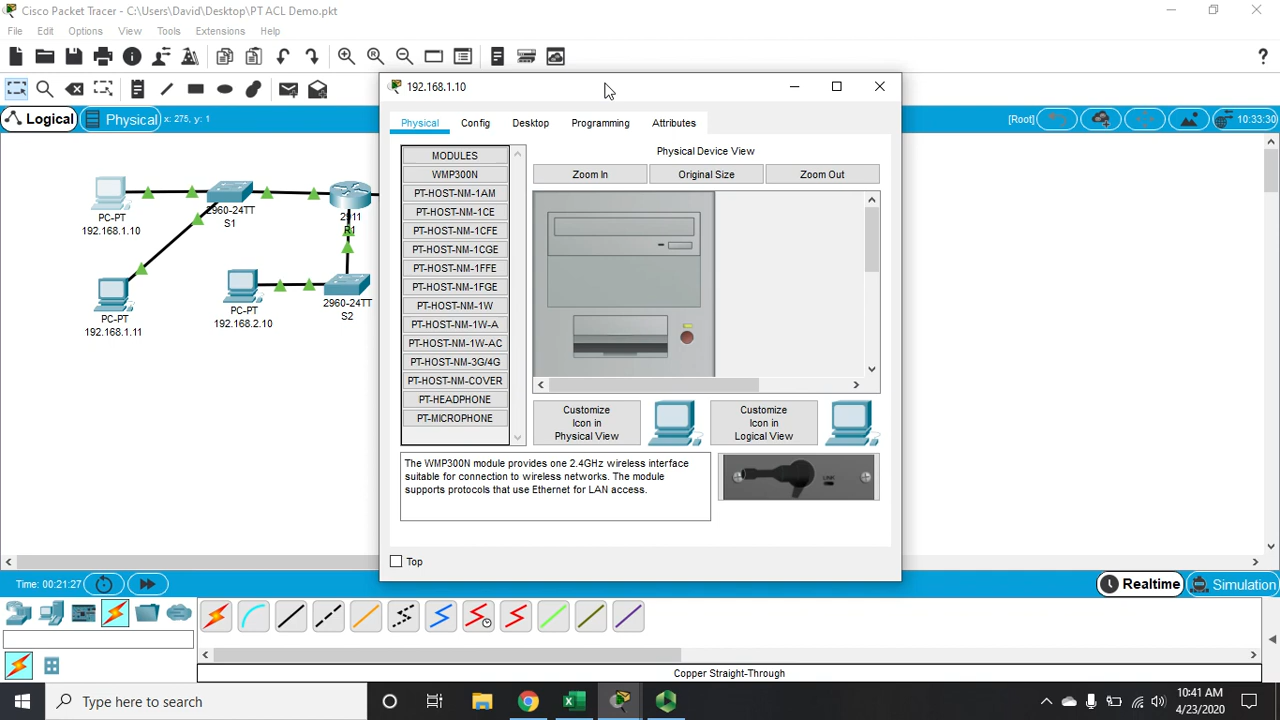 Cisco Packet Tracer - C:\Users\David\Desktop\PT ACL Demo.pkt
File Edit Options View Tools Extensions Help
192.168.1.10
Logical Physical x: 275, y: 1 [Root] 10:33:30
Physical Config Desktop Programming Attributes
Physical Device View
MODULES
WMP300N
PT-HOST-NM-1AM
PT-HOST-NM-1CE
PT-HOST-NM-1CFE
PT-HOST-NM-1CGE
PT-HOST-NM-1FFE
PT-HOST-NM-1FGE
PT-HOST-NM-1W
PT-HOST-NM-1W-A
PT-HOST-NM-1W-AC
PT-HOST-NM-3G/4G
PT-HOST-NM-COVER
PT-HEADPHONE
PT-MICROPHONE
Zoom In Original Size Zoom Out
Customize
Icon in
Physical View
Customize
Icon in
Logical View
The WMP300N module provides one 2.4GHz wireless interface
suitable for connection to wireless networks. The module
supports protocols that use Ethernet for LAN access.
LINK
Top
PC-PT
192.168.1.10
2960-24TT
S1
2911
R1
PC-PT
192.168.1.11
PC-PT
192.168.2.10
2960-24TT
S2
Time: 00:21:27 Realtime Simulation
Copper Straight-Through
Type here to search
10:41 AM
4/23/2020